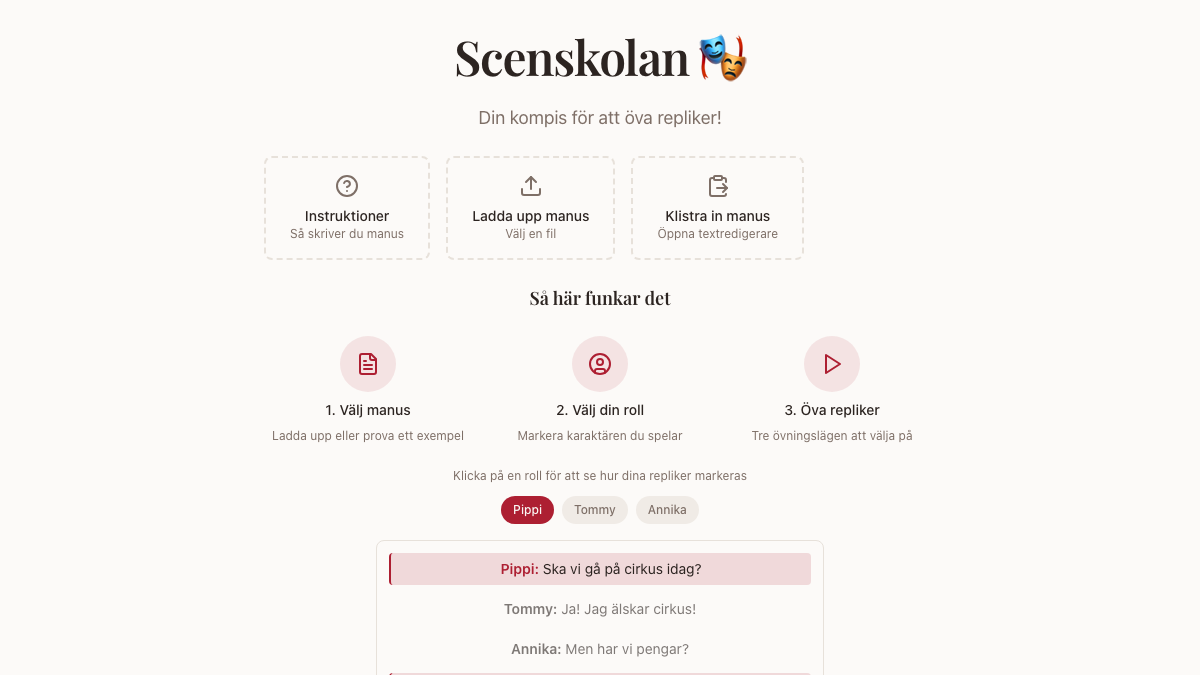 Scenskolan
Din kompis för att öva repliker!
Instruktioner
Så skriver du manus
Ladda upp manus
Välj en fil
Klistra in manus
Öppna textredigerare
Så här funkar det
1. Välj manus
Ladda upp eller prova ett exempel
2. Välj din roll
Markera karaktären du spelar
3. Öva repliker
Tre övningslägen att välja på
Klicka på en roll för att se hur dina repliker markeras
Pippi
Tommy
Annika
Pippi: Ska vi gå på cirkus idag?
Tommy: Ja! Jag älskar cirkus!
Annika: Men har vi pengar?